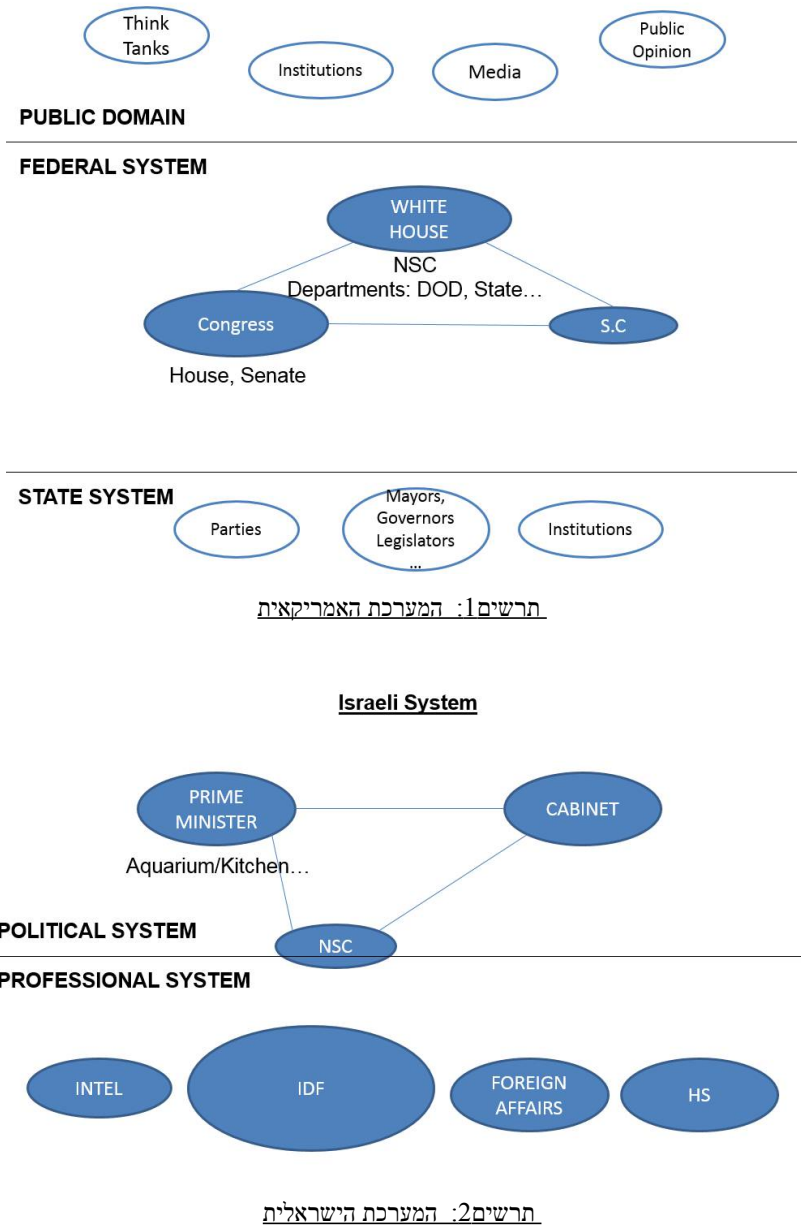 Think
Tanks
Institutions
Media
Public
Opinion
PUBLIC DOMAIN
FEDERAL SYSTEM
WHITE
HOUSE
NSC
Departments: DOD, State...
Congress
S.C
House, Senate
STATE SYSTEM
Parties
Mayors,
Governors
Legislators
...
Institutions
תרשים1: המערכת האמריקאית
Israeli System
PRIME
MINISTER
CABINET
Aquarium/Kitchen...
POLITICAL SYSTEM
NSC
PROFESSIONAL SYSTEM
INTEL
IDF
FOREIGN
AFFAIRS
HS
תרשים2: המערכת הישראלית